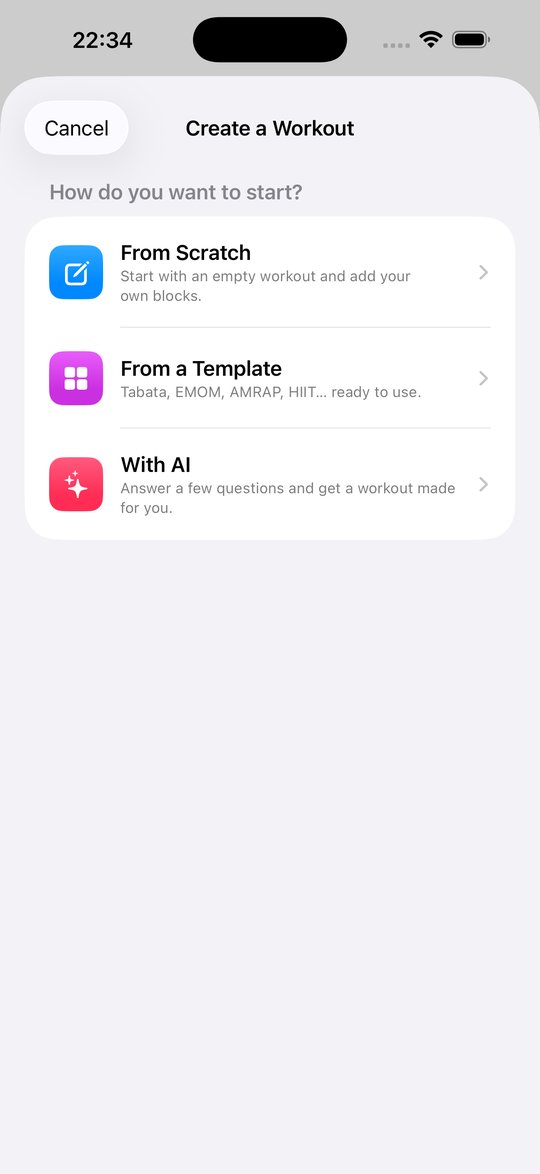 22:34
Cancel
Create a Workout
How do you want to start?
From Scratch
Start with an empty workout and add your
own blocks.
From a Template
Tabata, EMOM, AMRAP, HIIT... ready to use.
With AI
Answer a few questions and get a workout made
for you.